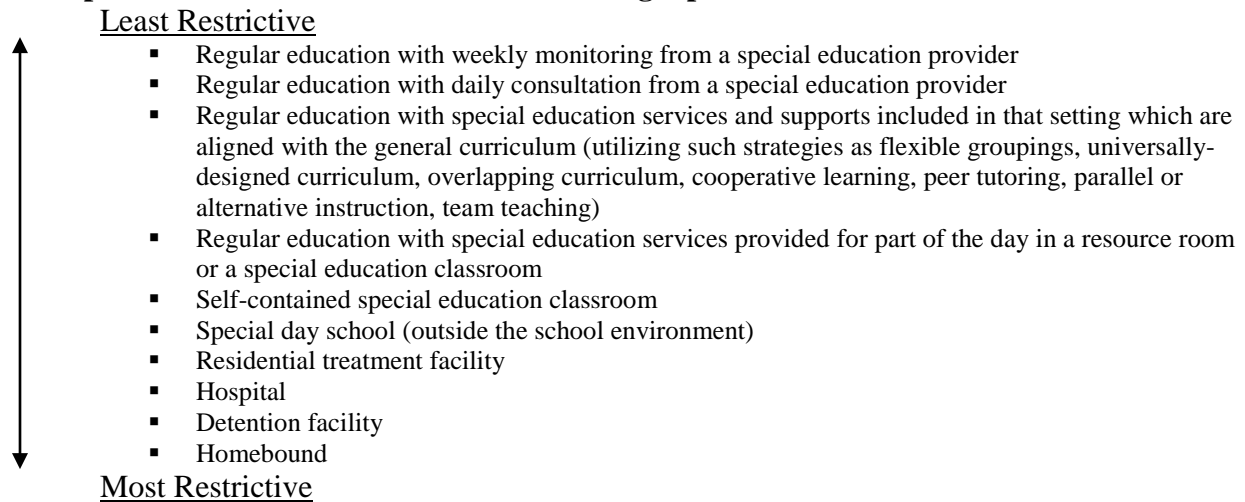 Least Restrictive
▪ Regular education with weekly monitoring from a special education provider
▪ Regular education with daily consultation from a special education provider
▪ Regular education with special education services and supports included in that setting which are
aligned with the general curriculum (utilizing such strategies as flexible groupings, universally-
designed curriculum, overlapping curriculum, cooperative learning, peer tutoring, parallel or
alternative instruction, team teaching)
▪ Regular education with special education services provided for part of the day in a resource room
or a special education classroom
▪ Self-contained special education classroom
▪ Special day school (outside the school environment)
▪ Residential treatment facility
▪ Hospital
▪ Detention facility
▪ Homebound
Most Restrictive